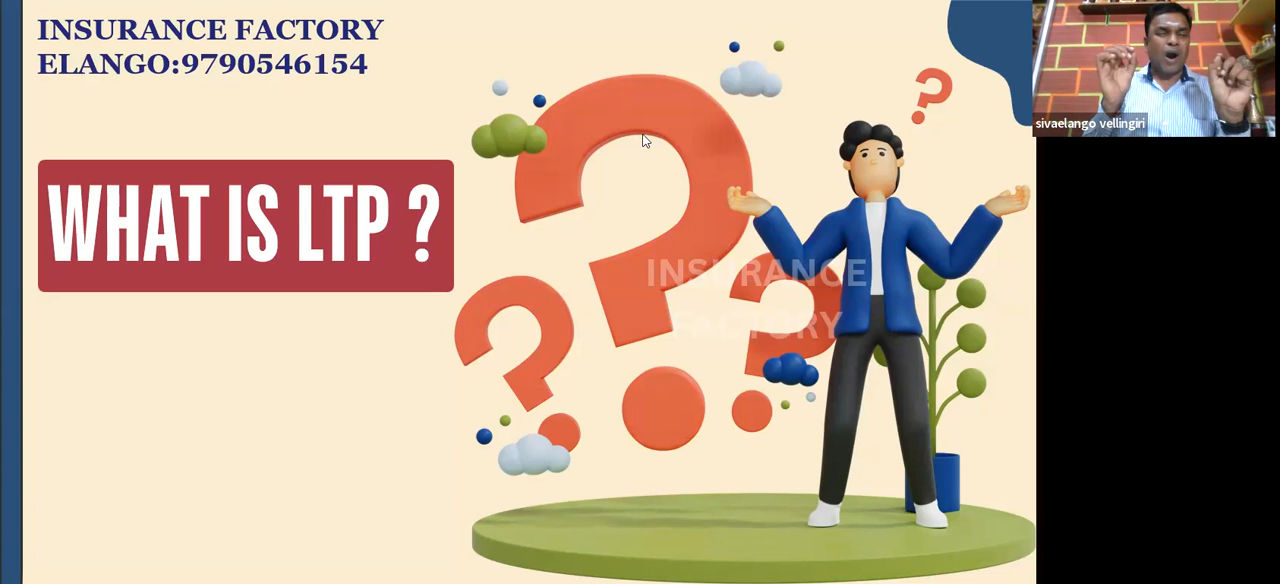 INSURANCE FACTORY
ELANGO:9790546154
sivaelango vellingiri
WHAT IS LTP ?
INSURANCE
FACTORY